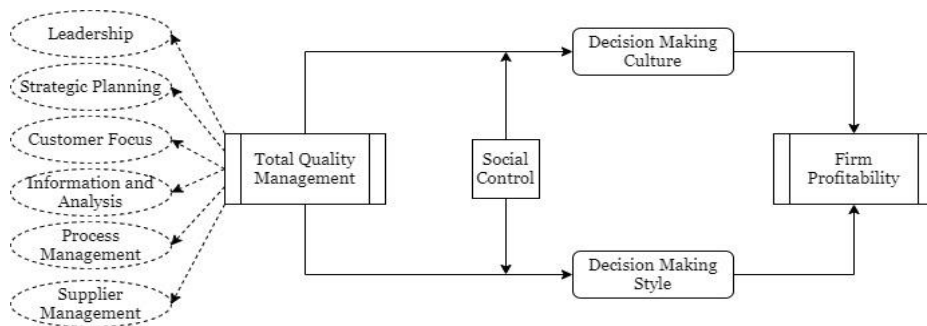 Leadership
Strategic Planning
Customer Focus
Information and
Analysis
Process
Management
Supplier
Management
Total Quality
Management
Social
Control
Decision Making
Culture
Decision Making
Style
Firm
Profitability